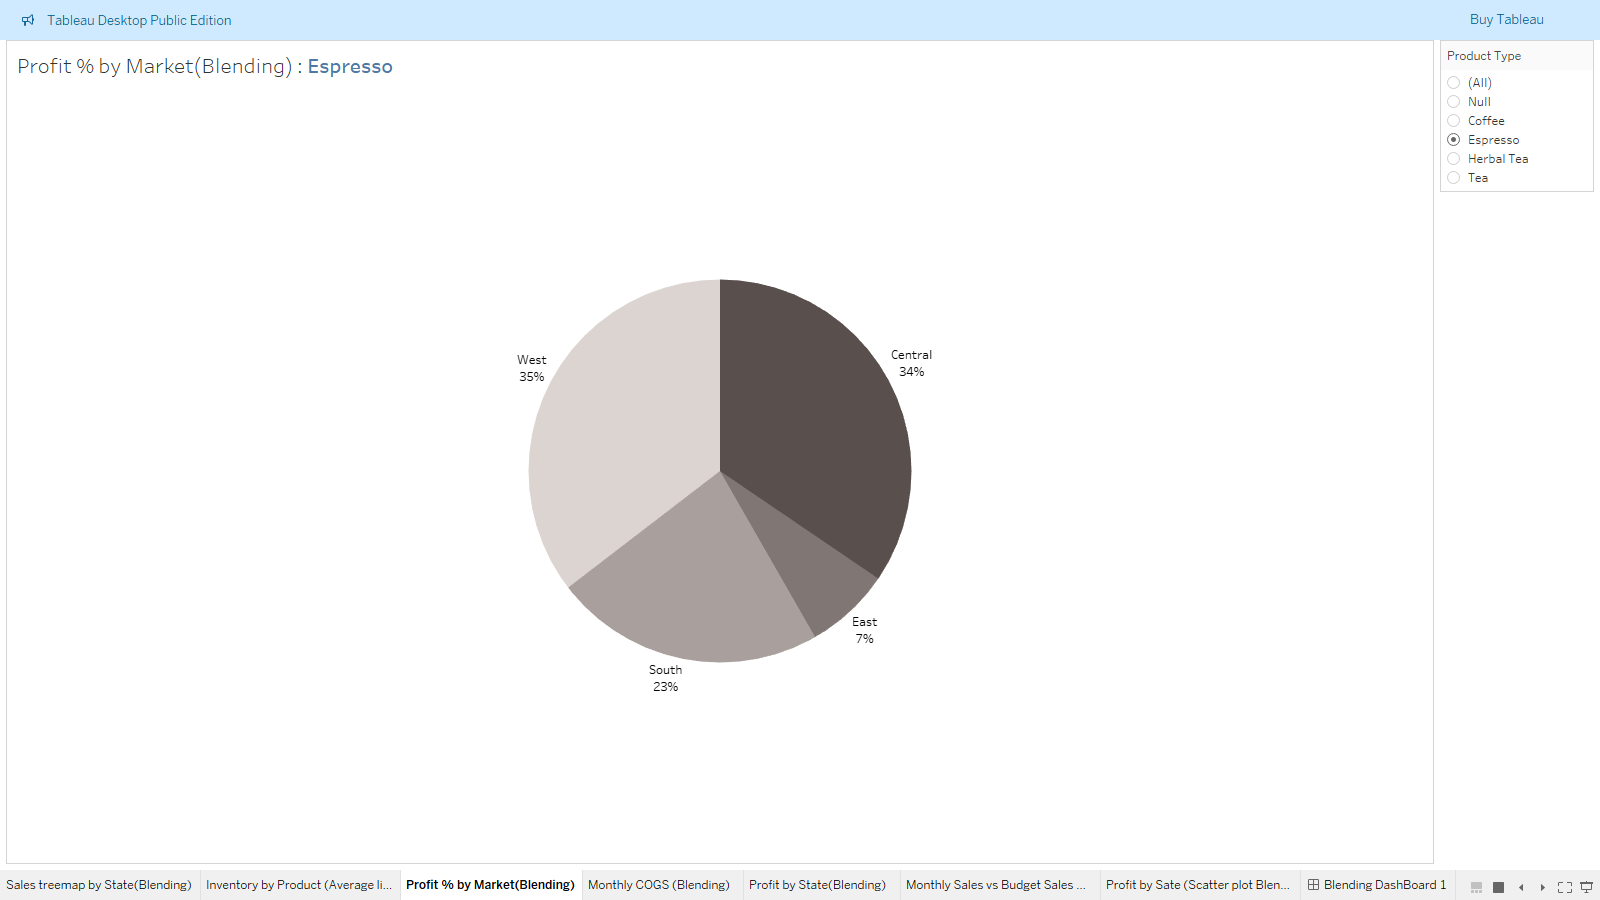 Tableau Desktop Public Edition
Buy Tableau
Profit % by Market(Blending) : Espresso
Product Type
(All)
Null
Coffee
Espresso
Herbal Tea
Tea
West
35%
Central
34%
East
7%
South
23%
Sales treemap by State(Blending)
Inventory by Product (Average li...
Profit % by Market(Blending)
Monthly COGS (Blending)
Profit by State(Blending)
Monthly Sales vs Budget Sales ...
Profit by Sate (Scatter plot Blen...
Blending DashBoard 1